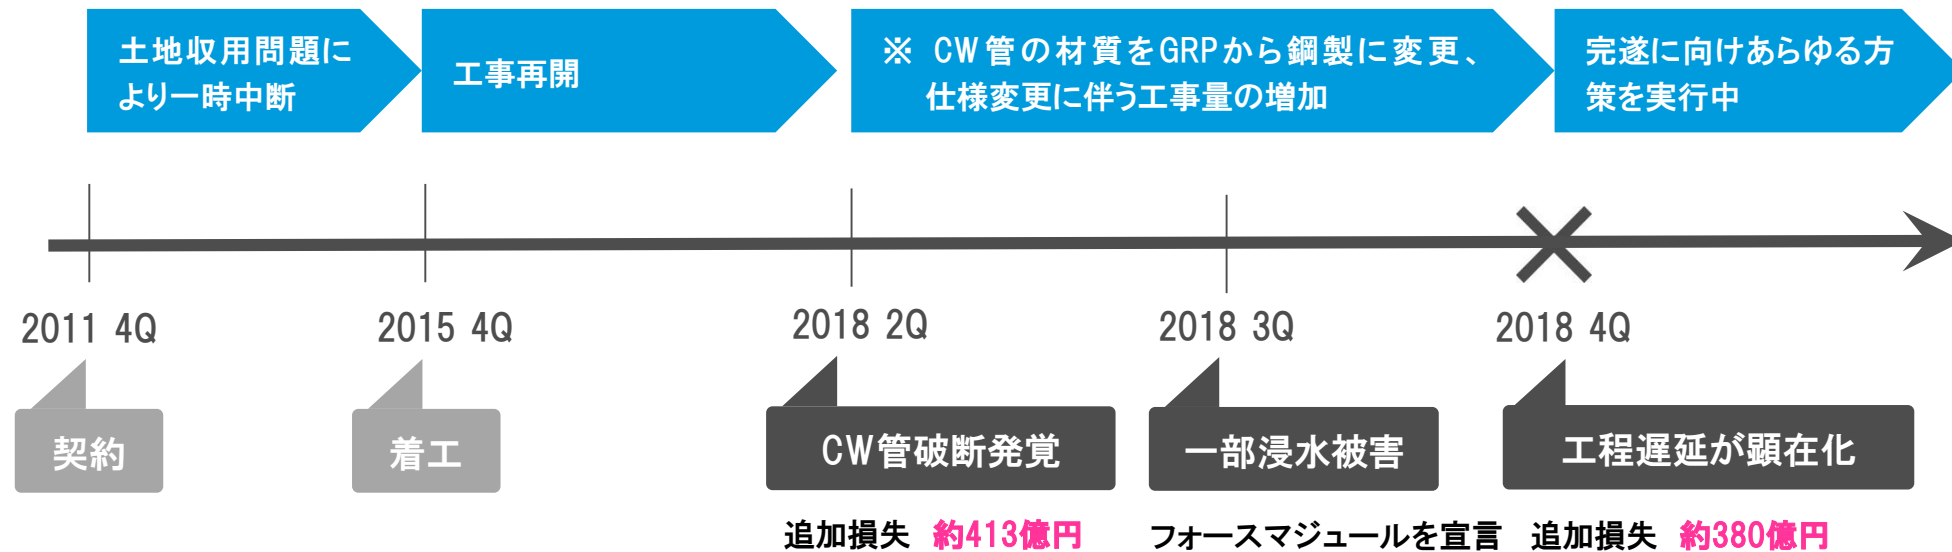 土地収用問題に
より一時中断
工事再開
※ CW管の材質をGRPから鋼製に変更、
仕様変更に伴う工事量の増加
完遂に向けあらゆる方
策を実行中
2011 4Q
2015 4Q
2018 2Q
2018 3Q
2018 4Q
契約
着工
CW管破断発覚
一部浸水被害
工程遅延が顕在化
追加損失 約413億円
フォースマジュールを宣言
追加損失 約380億円